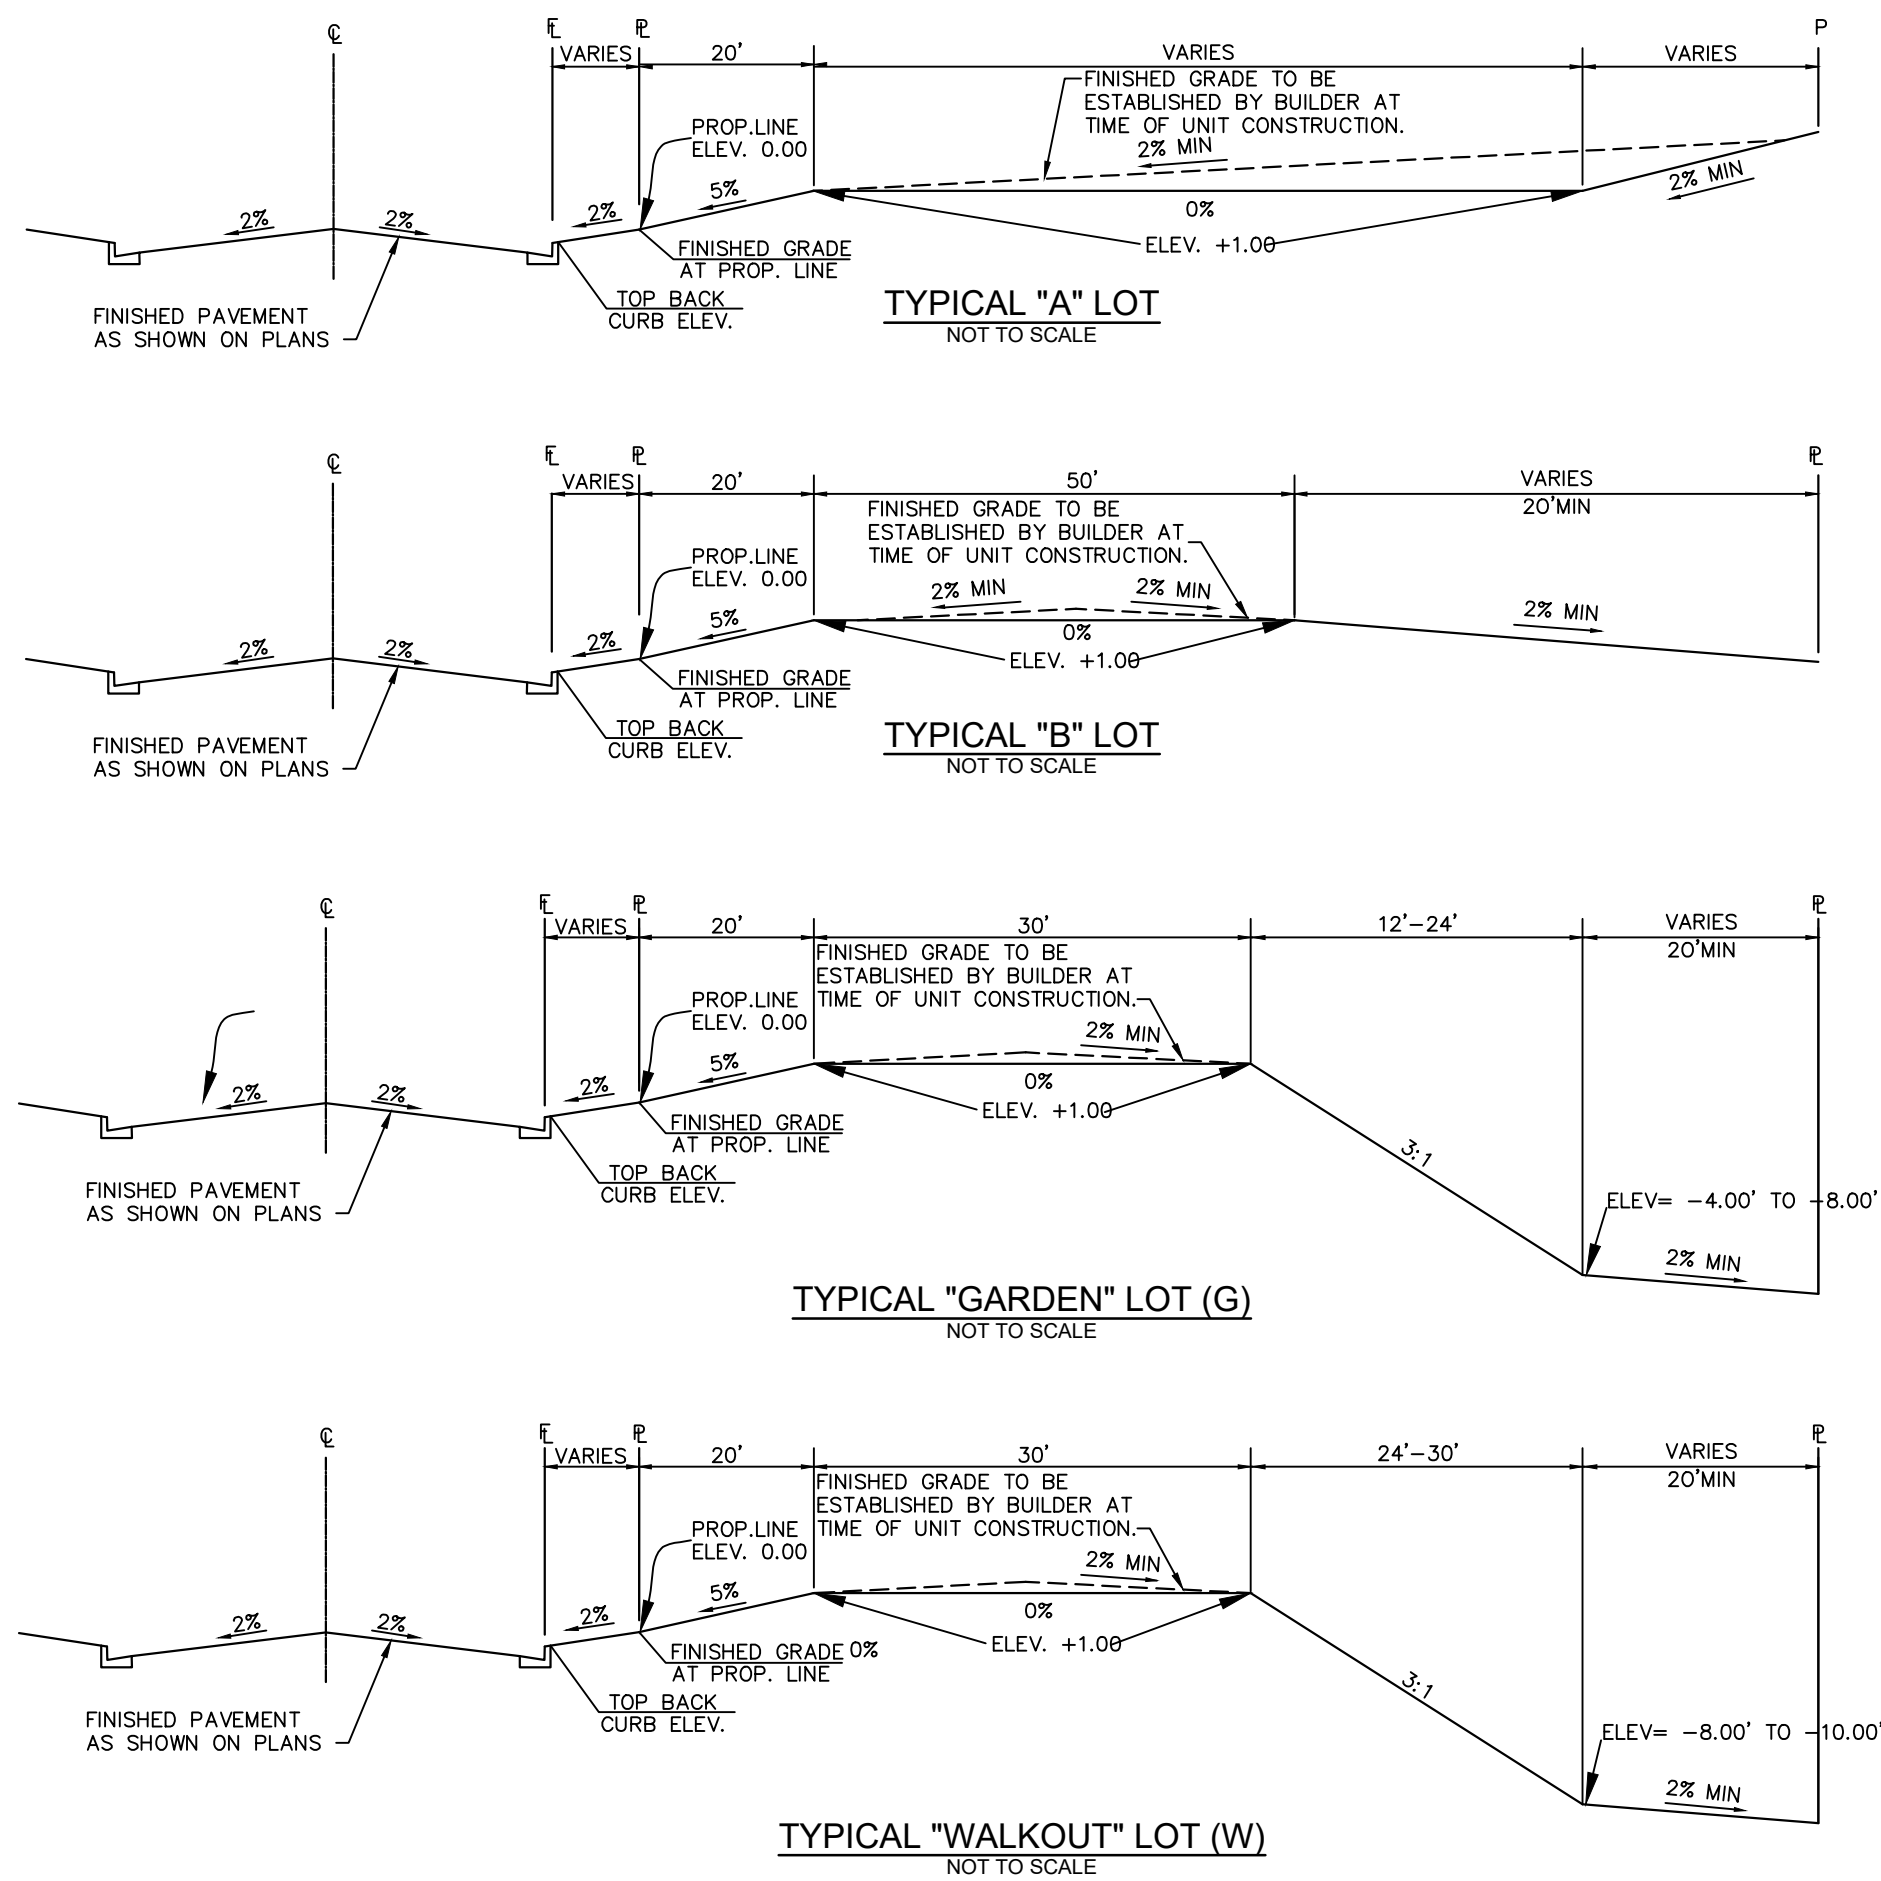 ℄ FL PL P
VARIES 20' VARIES VARIES
FINISHED GRADE TO BE
ESTABLISHED BY BUILDER AT
TIME OF UNIT CONSTRUCTION.
PROP.LINE
ELEV. 0.00
2% MIN
2% MIN
2% 2% 2% 5% 0%
ELEV. +1.00
FINISHED GRADE
AT PROP. LINE
TOP BACK
CURB ELEV.
FINISHED PAVEMENT
AS SHOWN ON PLANS
TYPICAL "A" LOT
NOT TO SCALE
℄ FL PL PL
VARIES 20' 50' VARIES
20'MIN
FINISHED GRADE TO BE
ESTABLISHED BY BUILDER AT
TIME OF UNIT CONSTRUCTION.
PROP.LINE
ELEV. 0.00
2% MIN 2% MIN 2% MIN
2% 2% 2% 5% 0%
ELEV. +1.00
FINISHED GRADE
AT PROP. LINE
TOP BACK
CURB ELEV.
FINISHED PAVEMENT
AS SHOWN ON PLANS
TYPICAL "B" LOT
NOT TO SCALE
℄ FL PL PL
VARIES 20' 30' 12'-24' VARIES
20'MIN
FINISHED GRADE TO BE
ESTABLISHED BY BUILDER AT
TIME OF UNIT CONSTRUCTION.
PROP.LINE
ELEV. 0.00
2% MIN
2% 2% 2% 5% 0%
ELEV. +1.00
FINISHED GRADE
AT PROP. LINE
3:1
TOP BACK
CURB ELEV.
FINISHED PAVEMENT
AS SHOWN ON PLANS
ELEV= -4.00' TO -8.00'
2% MIN
TYPICAL "GARDEN" LOT (G)
NOT TO SCALE
℄ FL PL PL
VARIES 20' 30' 24'-30' VARIES
20'MIN
FINISHED GRADE TO BE
ESTABLISHED BY BUILDER AT
TIME OF UNIT CONSTRUCTION.
PROP.LINE
ELEV. 0.00
2% MIN
2% 2% 2% 5% 0%
ELEV. +1.00
FINISHED GRADE 0%
AT PROP. LINE
3:1
TOP BACK
CURB ELEV.
FINISHED PAVEMENT
AS SHOWN ON PLANS
ELEV= -8.00' TO -10.00'
2% MIN
TYPICAL "WALKOUT" LOT (W)
NOT TO SCALE